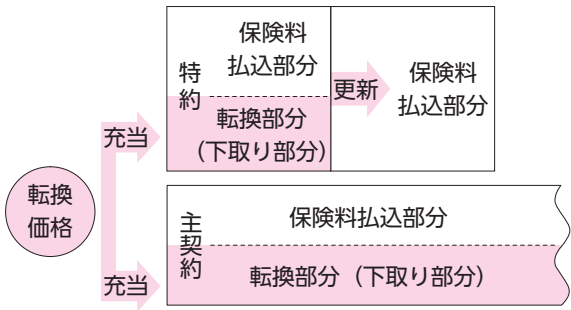 保険料
払込部分
特約
転換部分
（下取り部分）
更新
保険料
払込部分
充当
転換
価格
主契約
保険料払込部分
転換部分（下取り部分）
充当